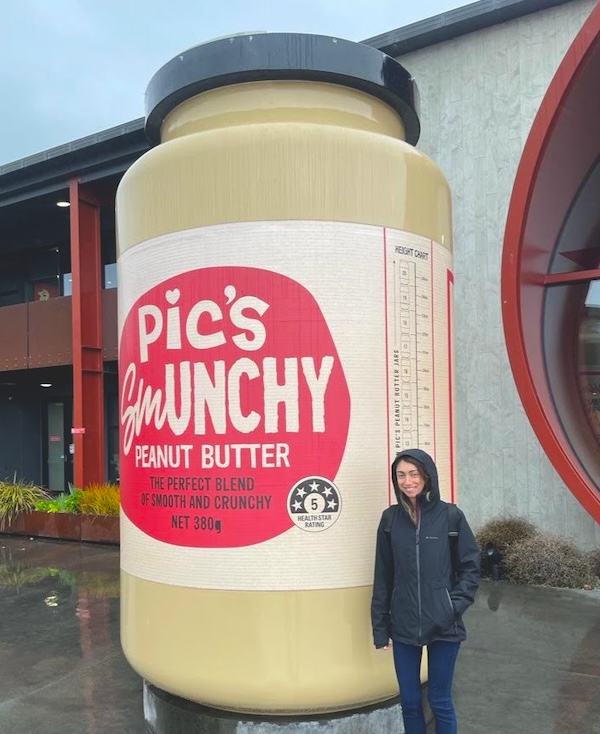 PiC'S
SmUNCHY
PEANUT BUTTER
THE PERFECT BLEND
OF SMOOTH AND CRUNCHY
NET 380g
5
HEALTH STAR
RATING
HEIGHT CHART
PIC'S PEANUT BUTTER JARS